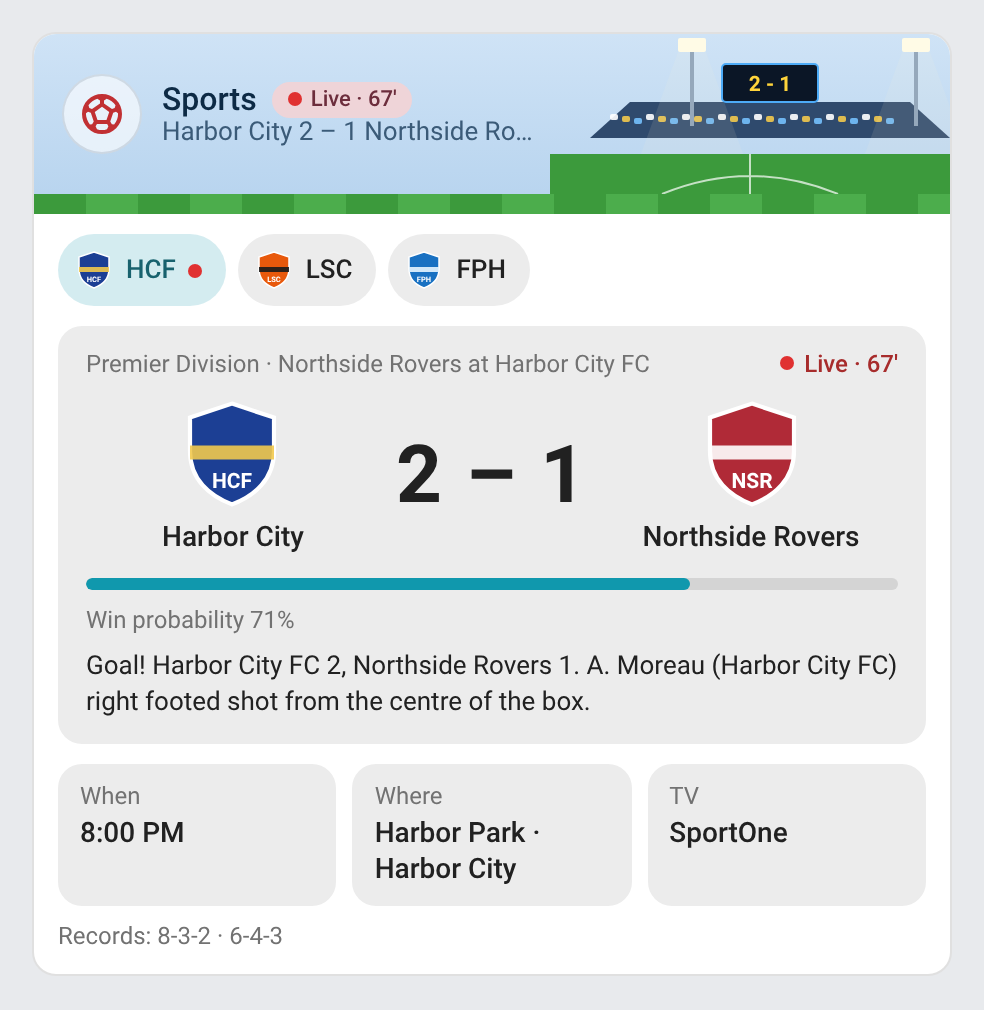 Sports
Live · 67'
Harbor City 2 – 1 Northside Ro...
2 - 1
HCF
HCF
LSC
LSC
FPH
FPH
Premier Division · Northside Rovers at Harbor City FC
Live · 67'
HCF
2 – 1
NSR
Harbor City
Northside Rovers
Win probability 71%
Goal! Harbor City FC 2, Northside Rovers 1. A. Moreau (Harbor City FC)
right footed shot from the centre of the box.
When
8:00 PM
Where
Harbor Park ·
Harbor City
TV
SportOne
Records: 8-3-2 · 6-4-3